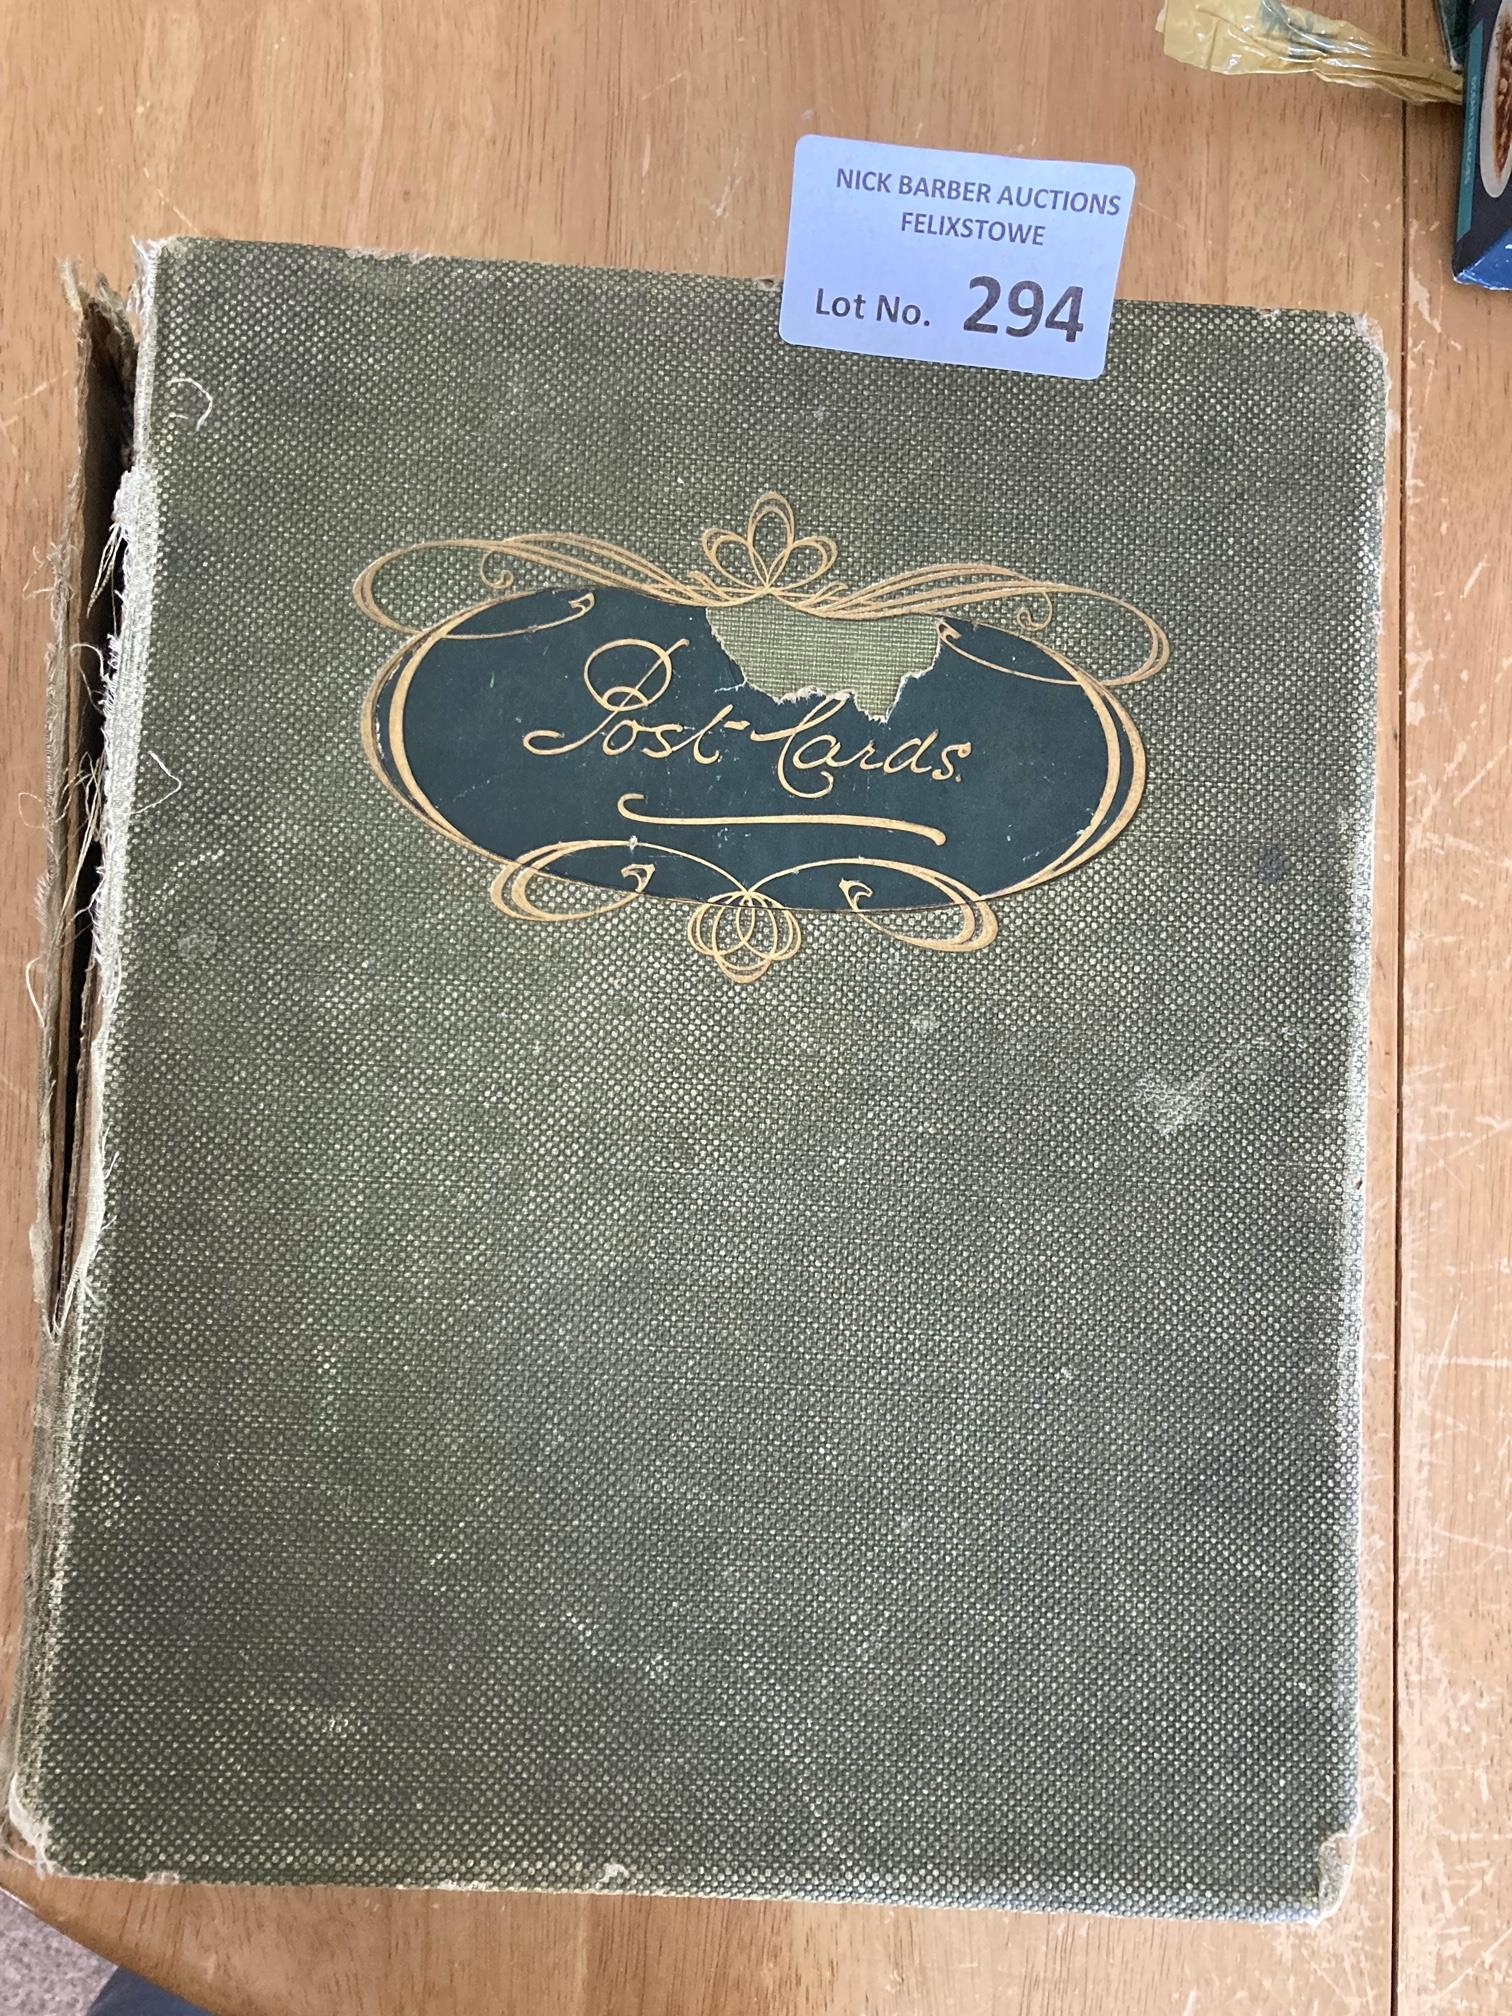 NICK BARBER AUCTIONS
FELIXSTOWE
Lot No. 294
Post-Cards.